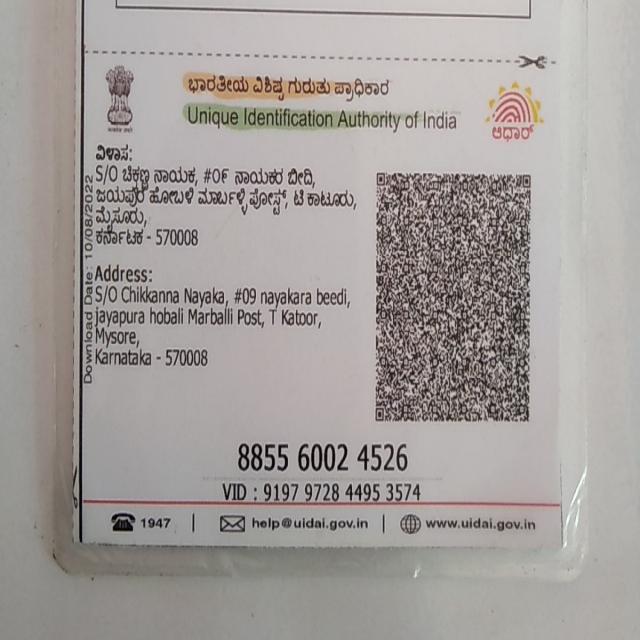 ಭಾರತೀಯ ವಿಶಿಷ್ಟ ಗುರುತು ಪ್ರಾಧಿಕಾರ
Unique Identification Authority of India
ಆಧಾರ್
ವಿಳಾಸ:
S/O ಚಿಕ್ಕಣ್ಣ ನಾಯಕ, #೦೯ ನಾಯಕರ ಬೀದಿ,
ಜಯಪುರ ಹೋಬಳಿ ಮಾರ್ಬಳ್ಳಿ ಪೋಸ್ಟ್, ಟಿ ಕಾಟೂರು,
ಮೈಸೂರು,
ಕರ್ನಾಟಕ - 570008
Address:
S/O Chikkanna Nayaka, #09 nayakara beedi,
jayapura hobali Marballi Post, T Katoor,
Mysore,
Karnataka - 570008
Download Date: 10/08/2022
8855 6002 4526
VID : 9197 9728 4495 3574
1947 | help@uidai.gov.in | www.uidai.gov.in